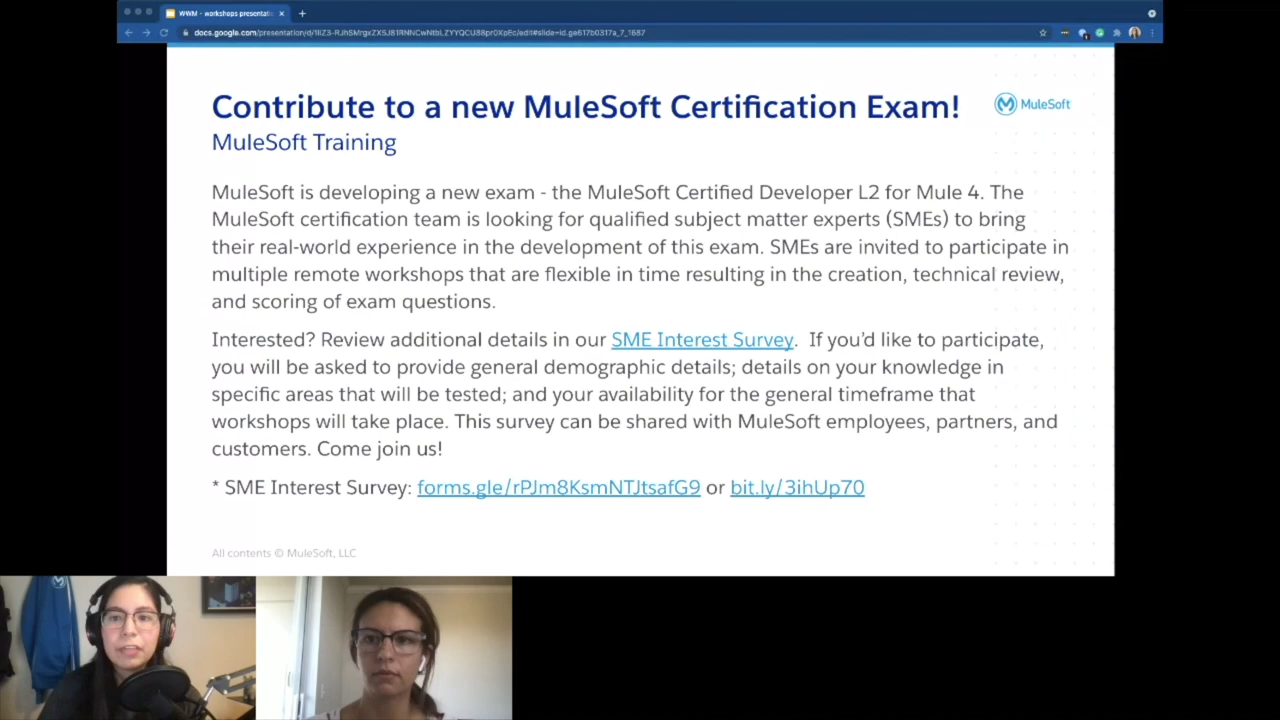 WWM - workshops presentati
Contribute to a new MuleSoft Certification Exam!
MuleSoft
MuleSoft Training
MuleSoft is developing a new exam - the MuleSoft Certified Developer L2 for Mule 4. The
MuleSoft certification team is looking for qualified subject matter experts (SMEs) to bring
their real-world experience in the development of this exam. SMEs are invited to participate in
multiple remote workshops that are flexible in time resulting in the creation, technical review,
and scoring of exam questions.
Interested? Review additional details in our SME Interest Survey.  If you’d like to participate,
you will be asked to provide general demographic details; details on your knowledge in
specific areas that will be tested; and your availability for the general timeframe that
workshops will take place. This survey can be shared with MuleSoft employees, partners, and
customers. Come join us!
* SME Interest Survey: forms.gle/rPJm8KsmNTJtsafG9 or bit.ly/3ihUp70
All contents © MuleSoft, LLC